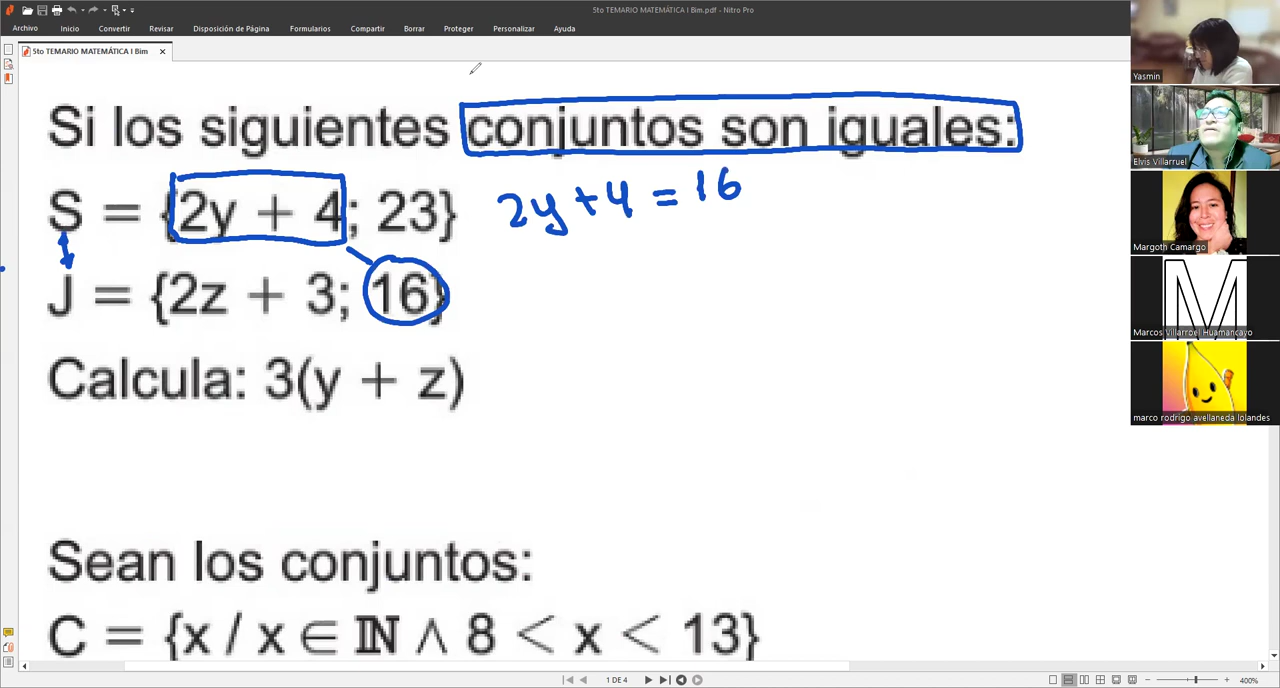 5to TEMARIO MATEMÁTICA I Bim.pdf - Nitro Pro
Archivo Inicio Convertir Revisar Disposición de Página Formularios Compartir Borrar Proteger Personalizar Ayuda
5to TEMARIO MATEMÁTICA I Bim
Si los siguientes conjuntos son iguales:
S = {2y + 4; 23} 2y + 4 = 16
J = {2z + 3; 16}
Calcula: 3(y + z)
Sean los conjuntos:
C = {x / x ∈ ℕ ∧ 8 < x < 13}
1 DE 4
400%
Yasmin
Elvis Villarruel
Margoth Camargo
M
Marcos Villarroel Huamancayo
marco rodrigo avellaneda lolandes